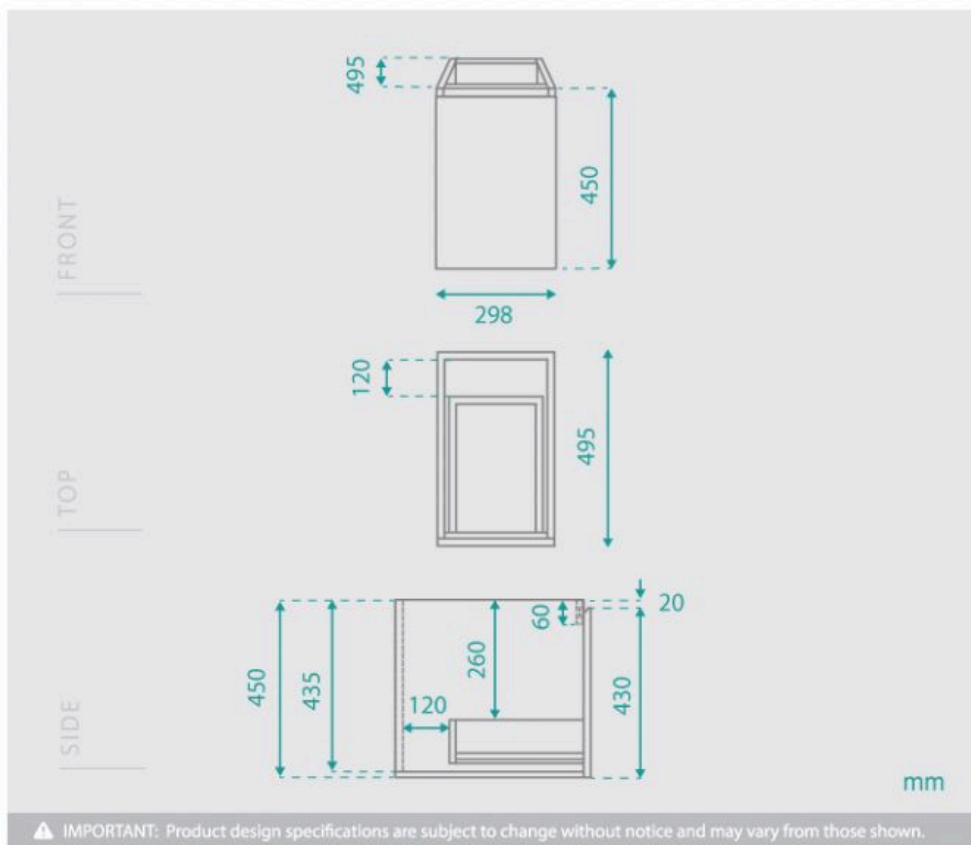 495
450
FRONT
298
120
495
TOP
20
60
260
450
435
430
120
SIDE
mm
IMPORTANT: Product design specifications are subject to change without notice and may vary from those shown.